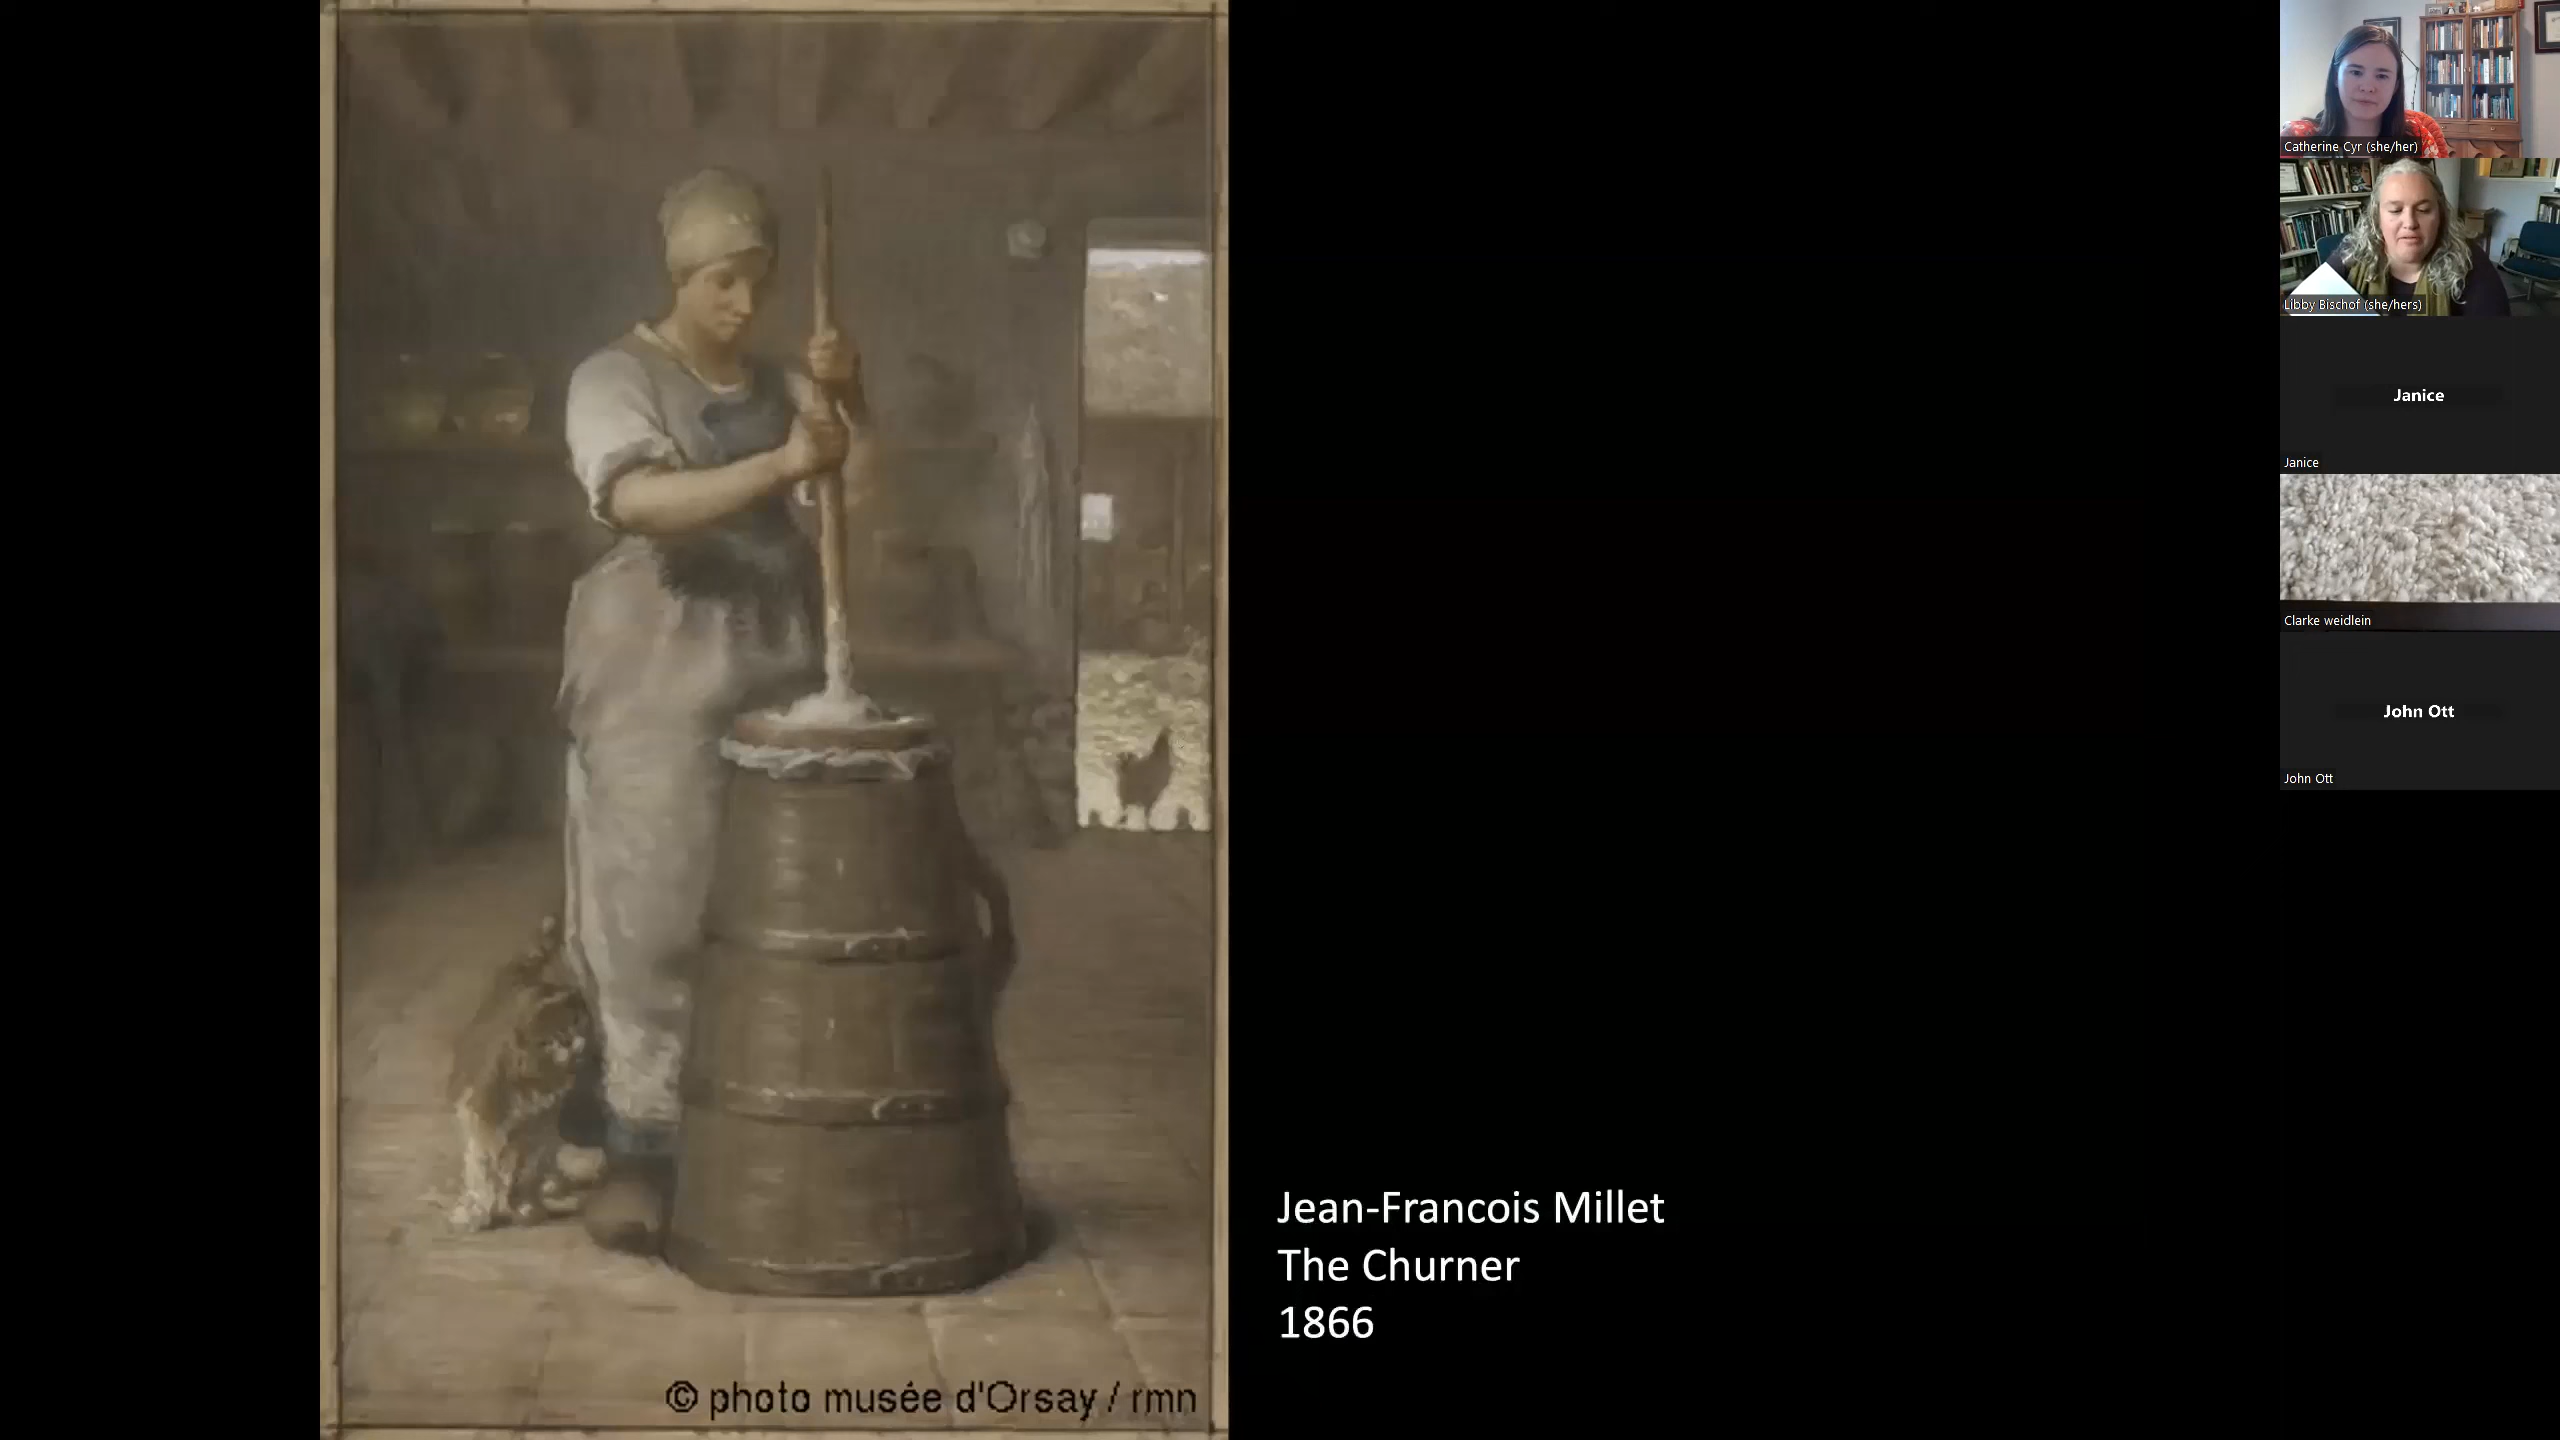 © photo musée d'Orsay / rmn
Jean-Francois Millet
The Churner
1866
Catherine Cyr (she/her)
Libby Bischof (she/hers)
Janice
Janice
Clarke weidlein
John Ott
John Ott